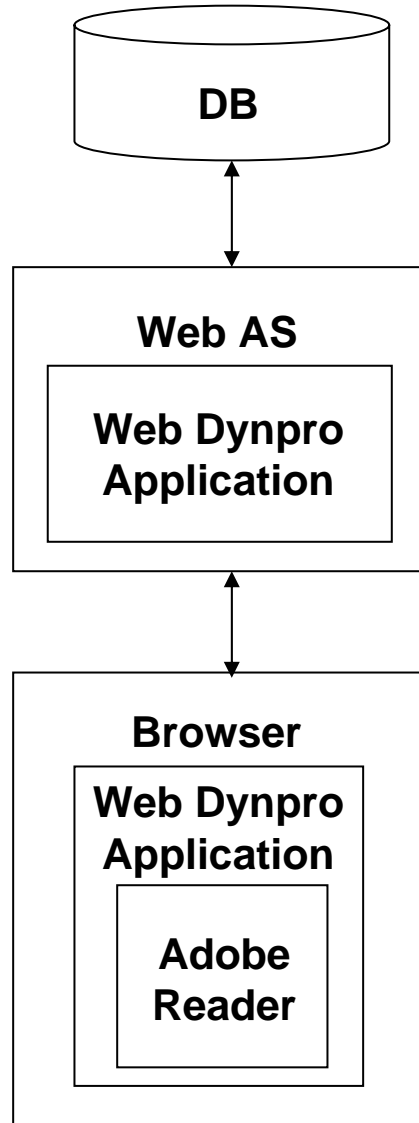 DB
Web AS
Web Dynpro
Application
Browser
Web Dynpro
Application
Adobe
Reader